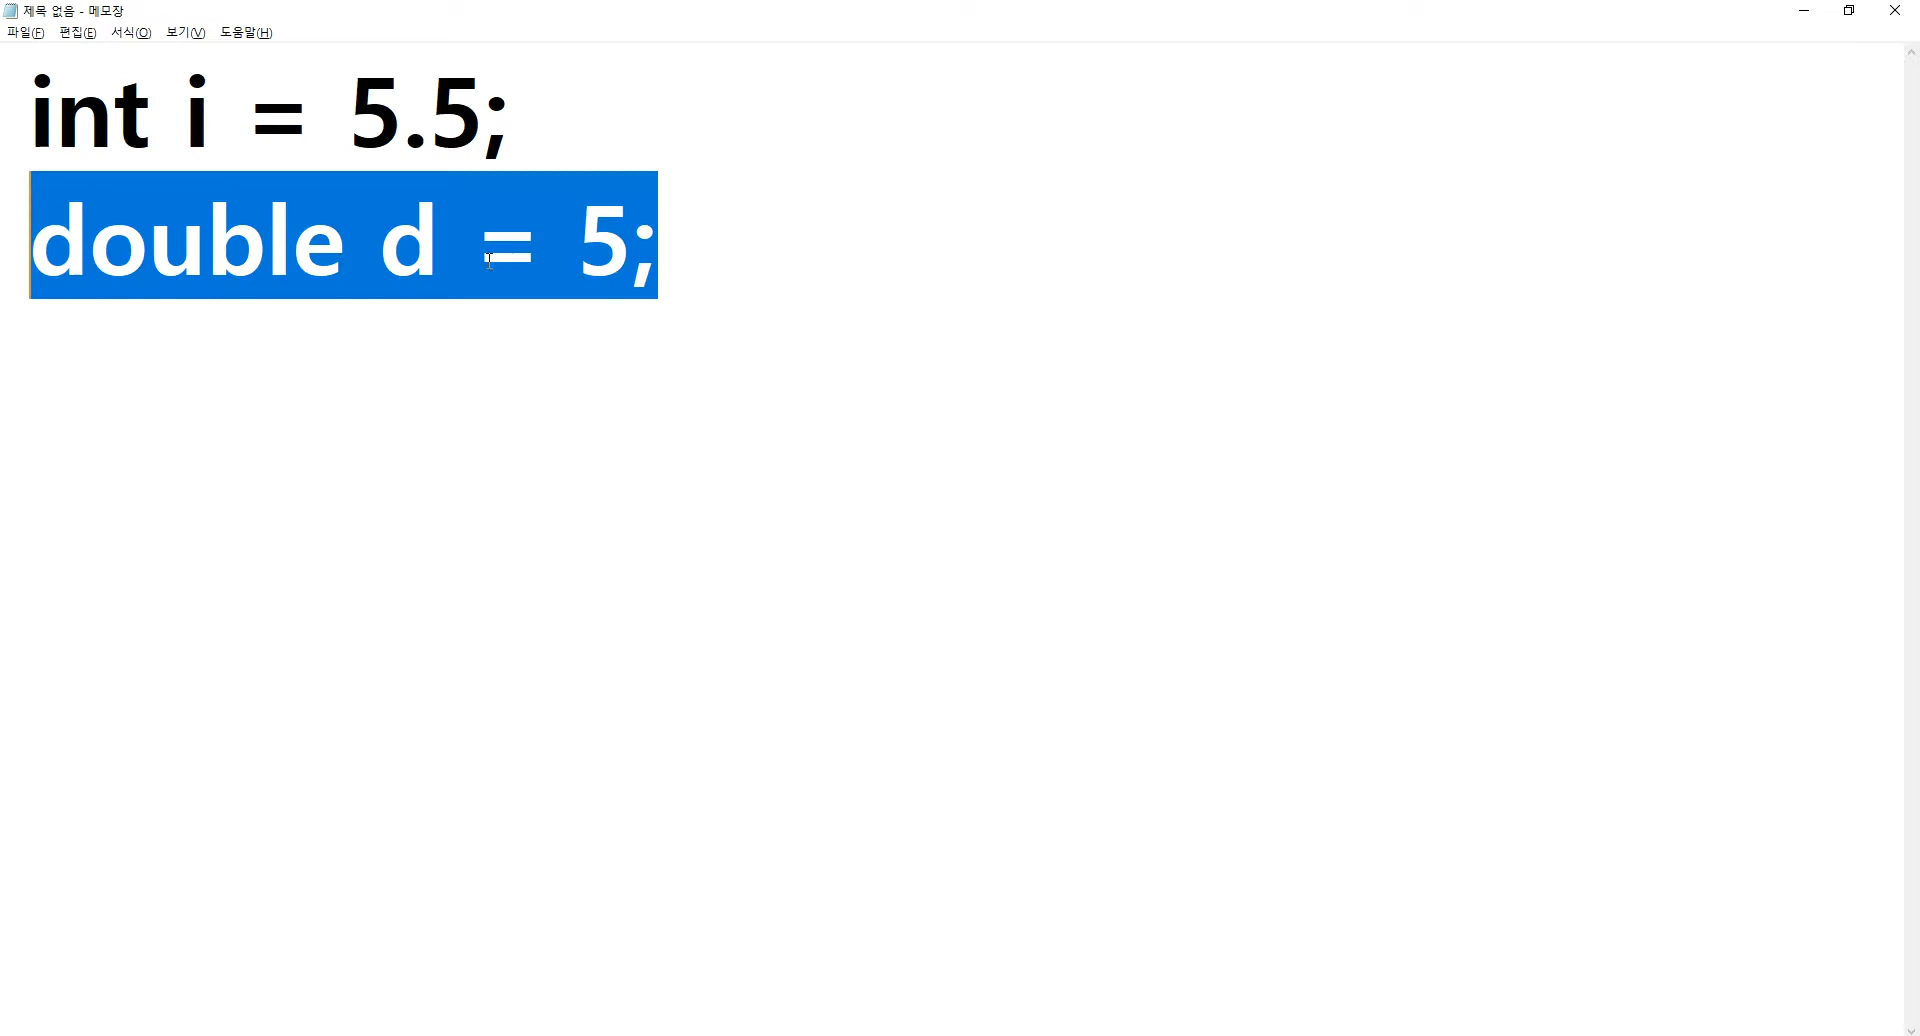 제목 없음 - 메모장
파일(F) 편집(E) 서식(O) 보기(V) 도움말(H)
int i = 5.5;
double d = 5;